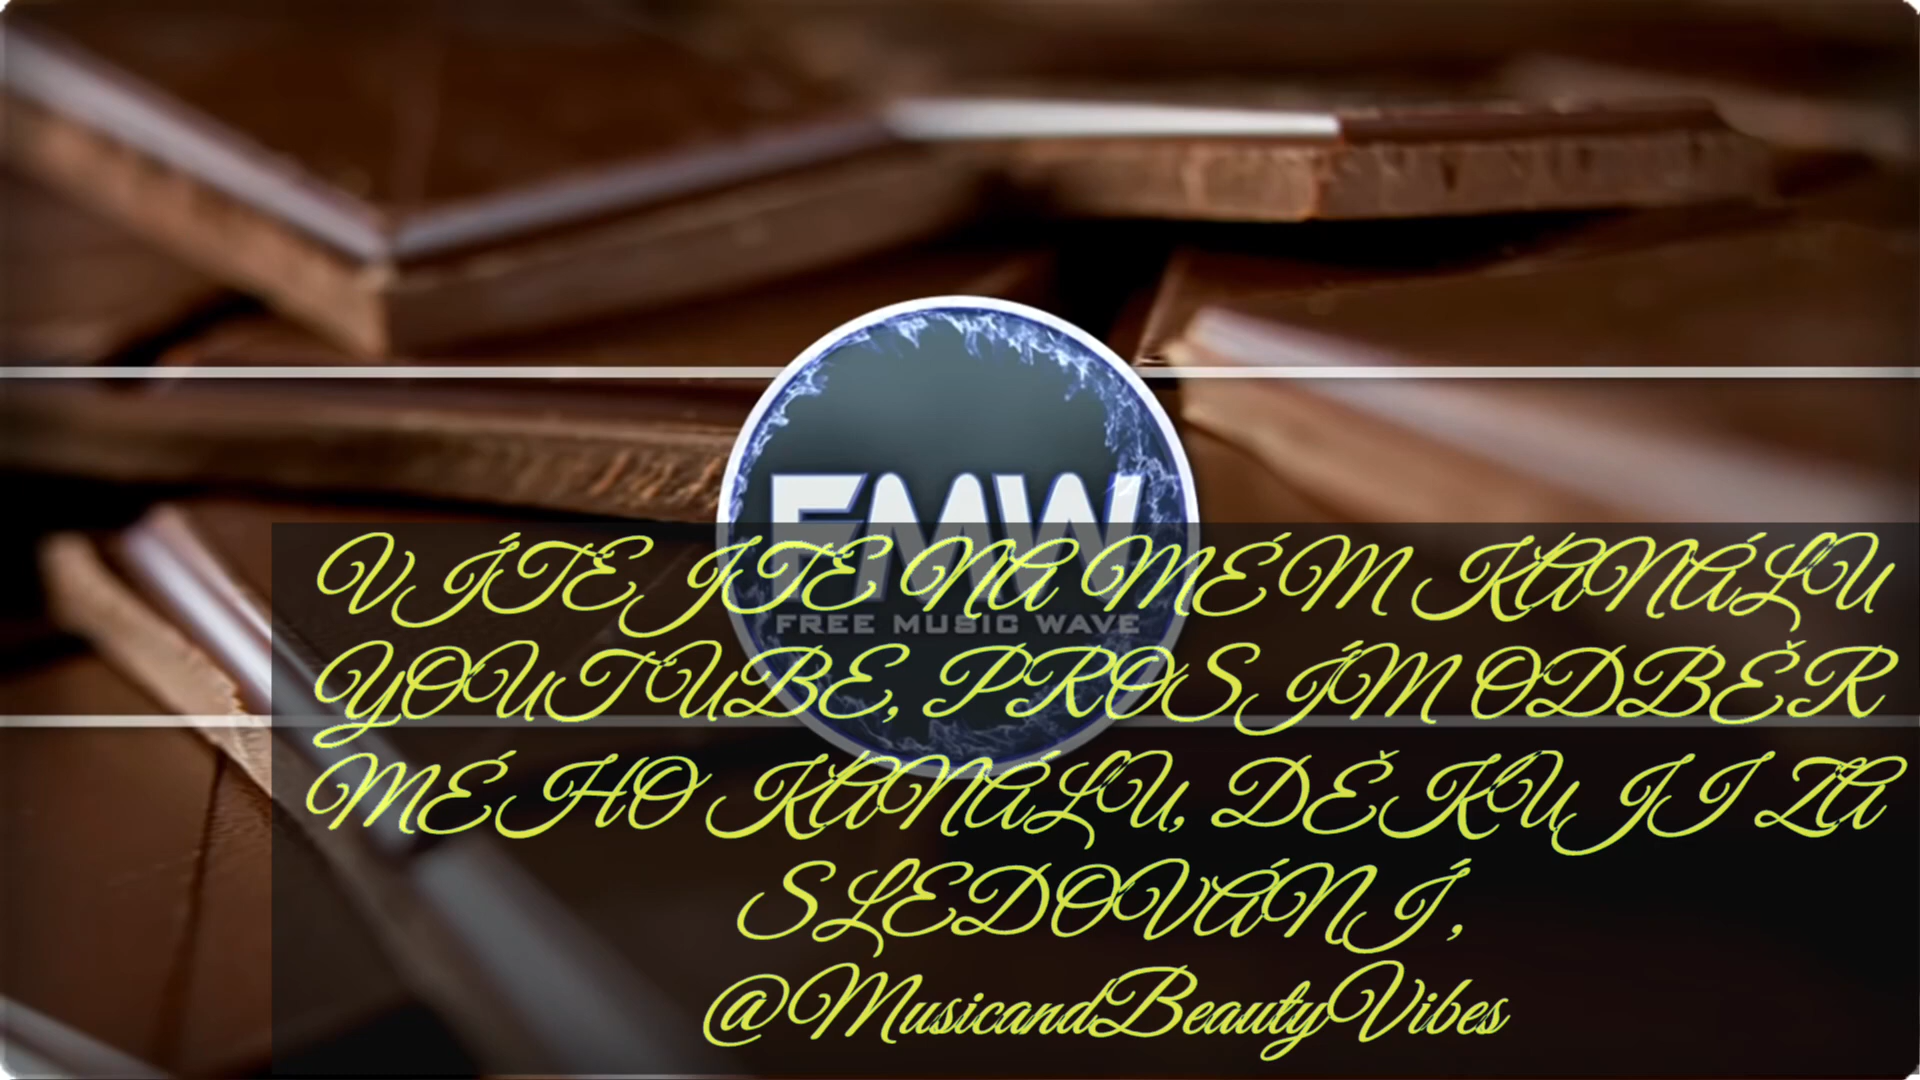 FMW
FREE MUSIC WAVE
VÍTEJTE NA MÉM KANÁLU
YOUTUBE, PROSÍM ODBĚR
MÉHO KANÁLU, DĚKUJI ZA
SLEDOVÁNÍ,
@MusicandBeautyVibes